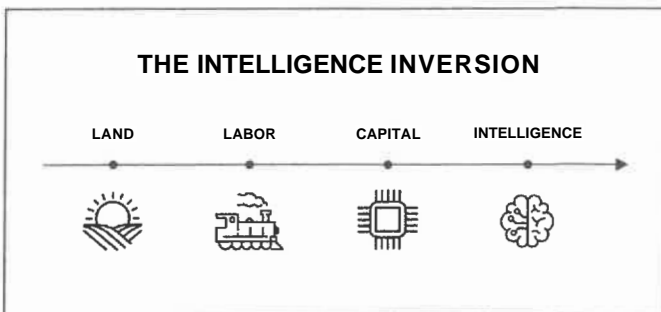 THE INTELLIGENCE INVERSION
LAND LABOR CAPITAL INTELLIGENCE